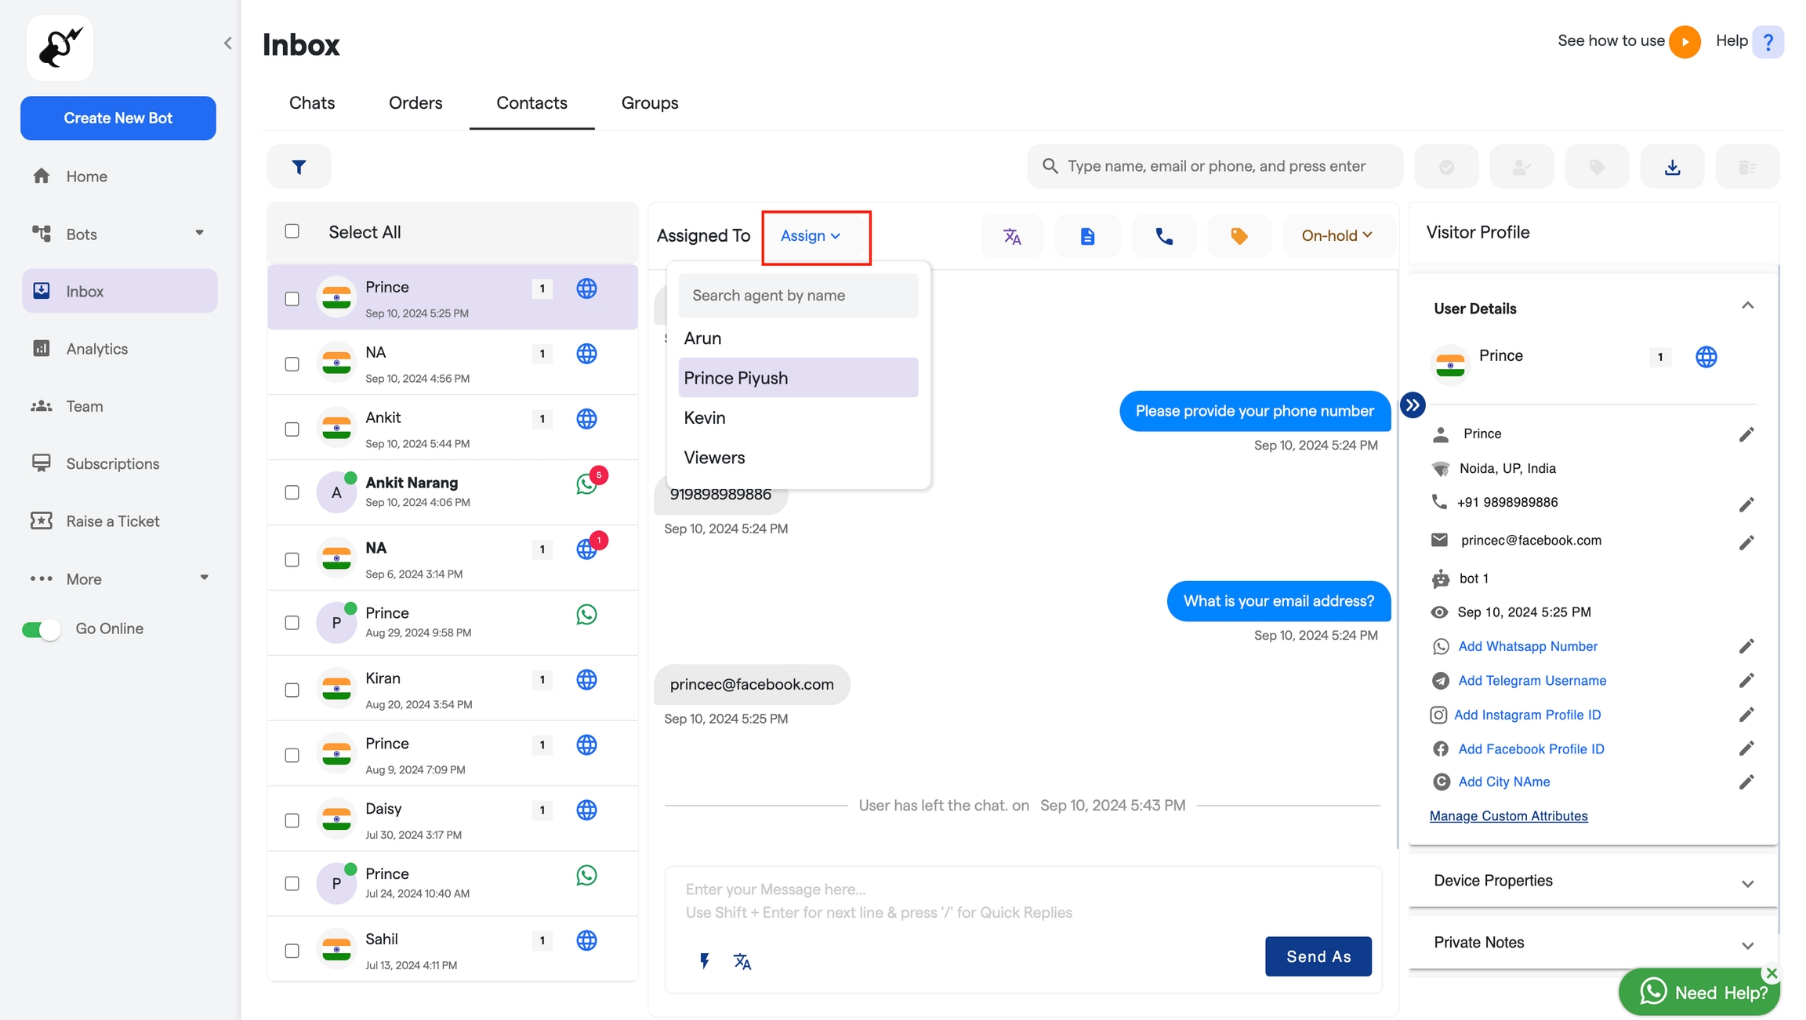 Inbox
See how to use
Help ?
Create New Bot
Home
Bots
Inbox
Analytics
Team
Subscriptions
Raise a Ticket
More
Go Online
Chats Orders Contacts Groups
Type name, email or phone, and press enter
Select All
Prince 1
Sep 10, 2024 5:25 PM
NA 1
Sep 10, 2024 4:56 PM
Ankit 1
Sep 10, 2024 5:44 PM
A Ankit Narang 5
Sep 10, 2024 4:06 PM
NA 1 1
Sep 6, 2024 3:14 PM
P Prince
Aug 29, 2024 9:58 PM
Kiran 1
Aug 20, 2024 3:54 PM
Prince 1
Aug 9, 2024 7:09 PM
Daisy 1
Jul 30, 2024 3:17 PM
P Prince
Jul 24, 2024 10:40 AM
Sahil 1
Jul 13, 2024 4:11 PM
Assigned To Assign On-hold
Search agent by name
Arun
Prince Piyush
Kevin
Viewers
Please provide your phone number
Sep 10, 2024 5:24 PM
919898989886
Sep 10, 2024 5:24 PM
What is your email address?
Sep 10, 2024 5:24 PM
princec@facebook.com
Sep 10, 2024 5:25 PM
User has left the chat. on Sep 10, 2024 5:43 PM
Enter your Message here...
Use Shift + Enter for next line & press '/' for Quick Replies
Send As
Visitor Profile
User Details
Prince 1
Prince
Noida, UP, India
+91 9898989886
princec@facebook.com
bot 1
Sep 10, 2024 5:25 PM
Add Whatsapp Number
Add Telegram Username
Add Instagram Profile ID
Add Facebook Profile ID
Add City NAme
Manage Custom Attributes
Device Properties
Private Notes
Need Help?